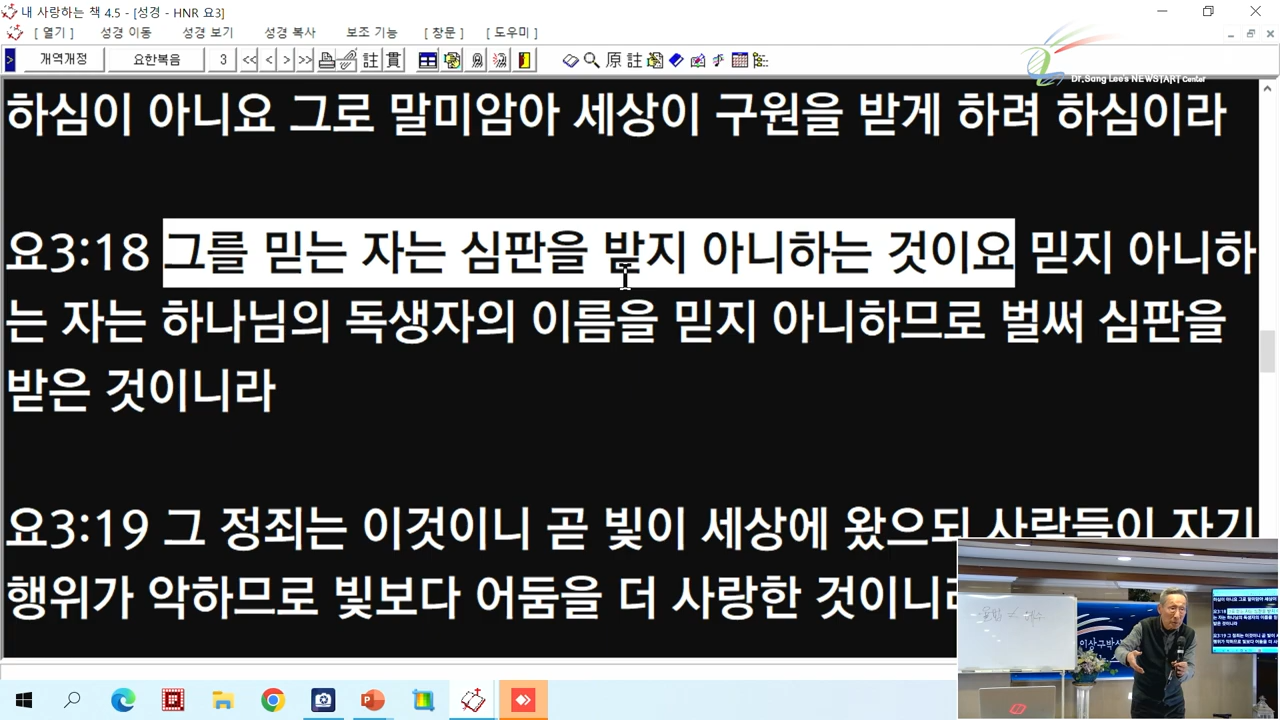 내 사랑하는 책 4.5 - [성경 - HNR 요3]
[ 열기 ] 성경 이동 성경 보기 성경 복사 보조 기능 [ 창문 ] [ 도우미 ]
개역개정 요한복음 3 << < > >> 註 貫 原 註
Dr.Sang Lee's NEWSTART Center
하심이 아니요 그로 말미암아 세상이 구원을 받게 하려 하심이라
요3:18 그를 믿는 자는 심판을 받지 아니하는 것이요 믿지 아니하
는 자는 하나님의 독생자의 이름을 믿지 아니하므로 벌써 심판을
받은 것이니라
요3:19 그 정죄는 이것이니 곧 빛이 세상에 왔으되 사람들이 자기
행위가 악하므로 빛보다 어둠을 더 사랑한 것이니라
이상구박사